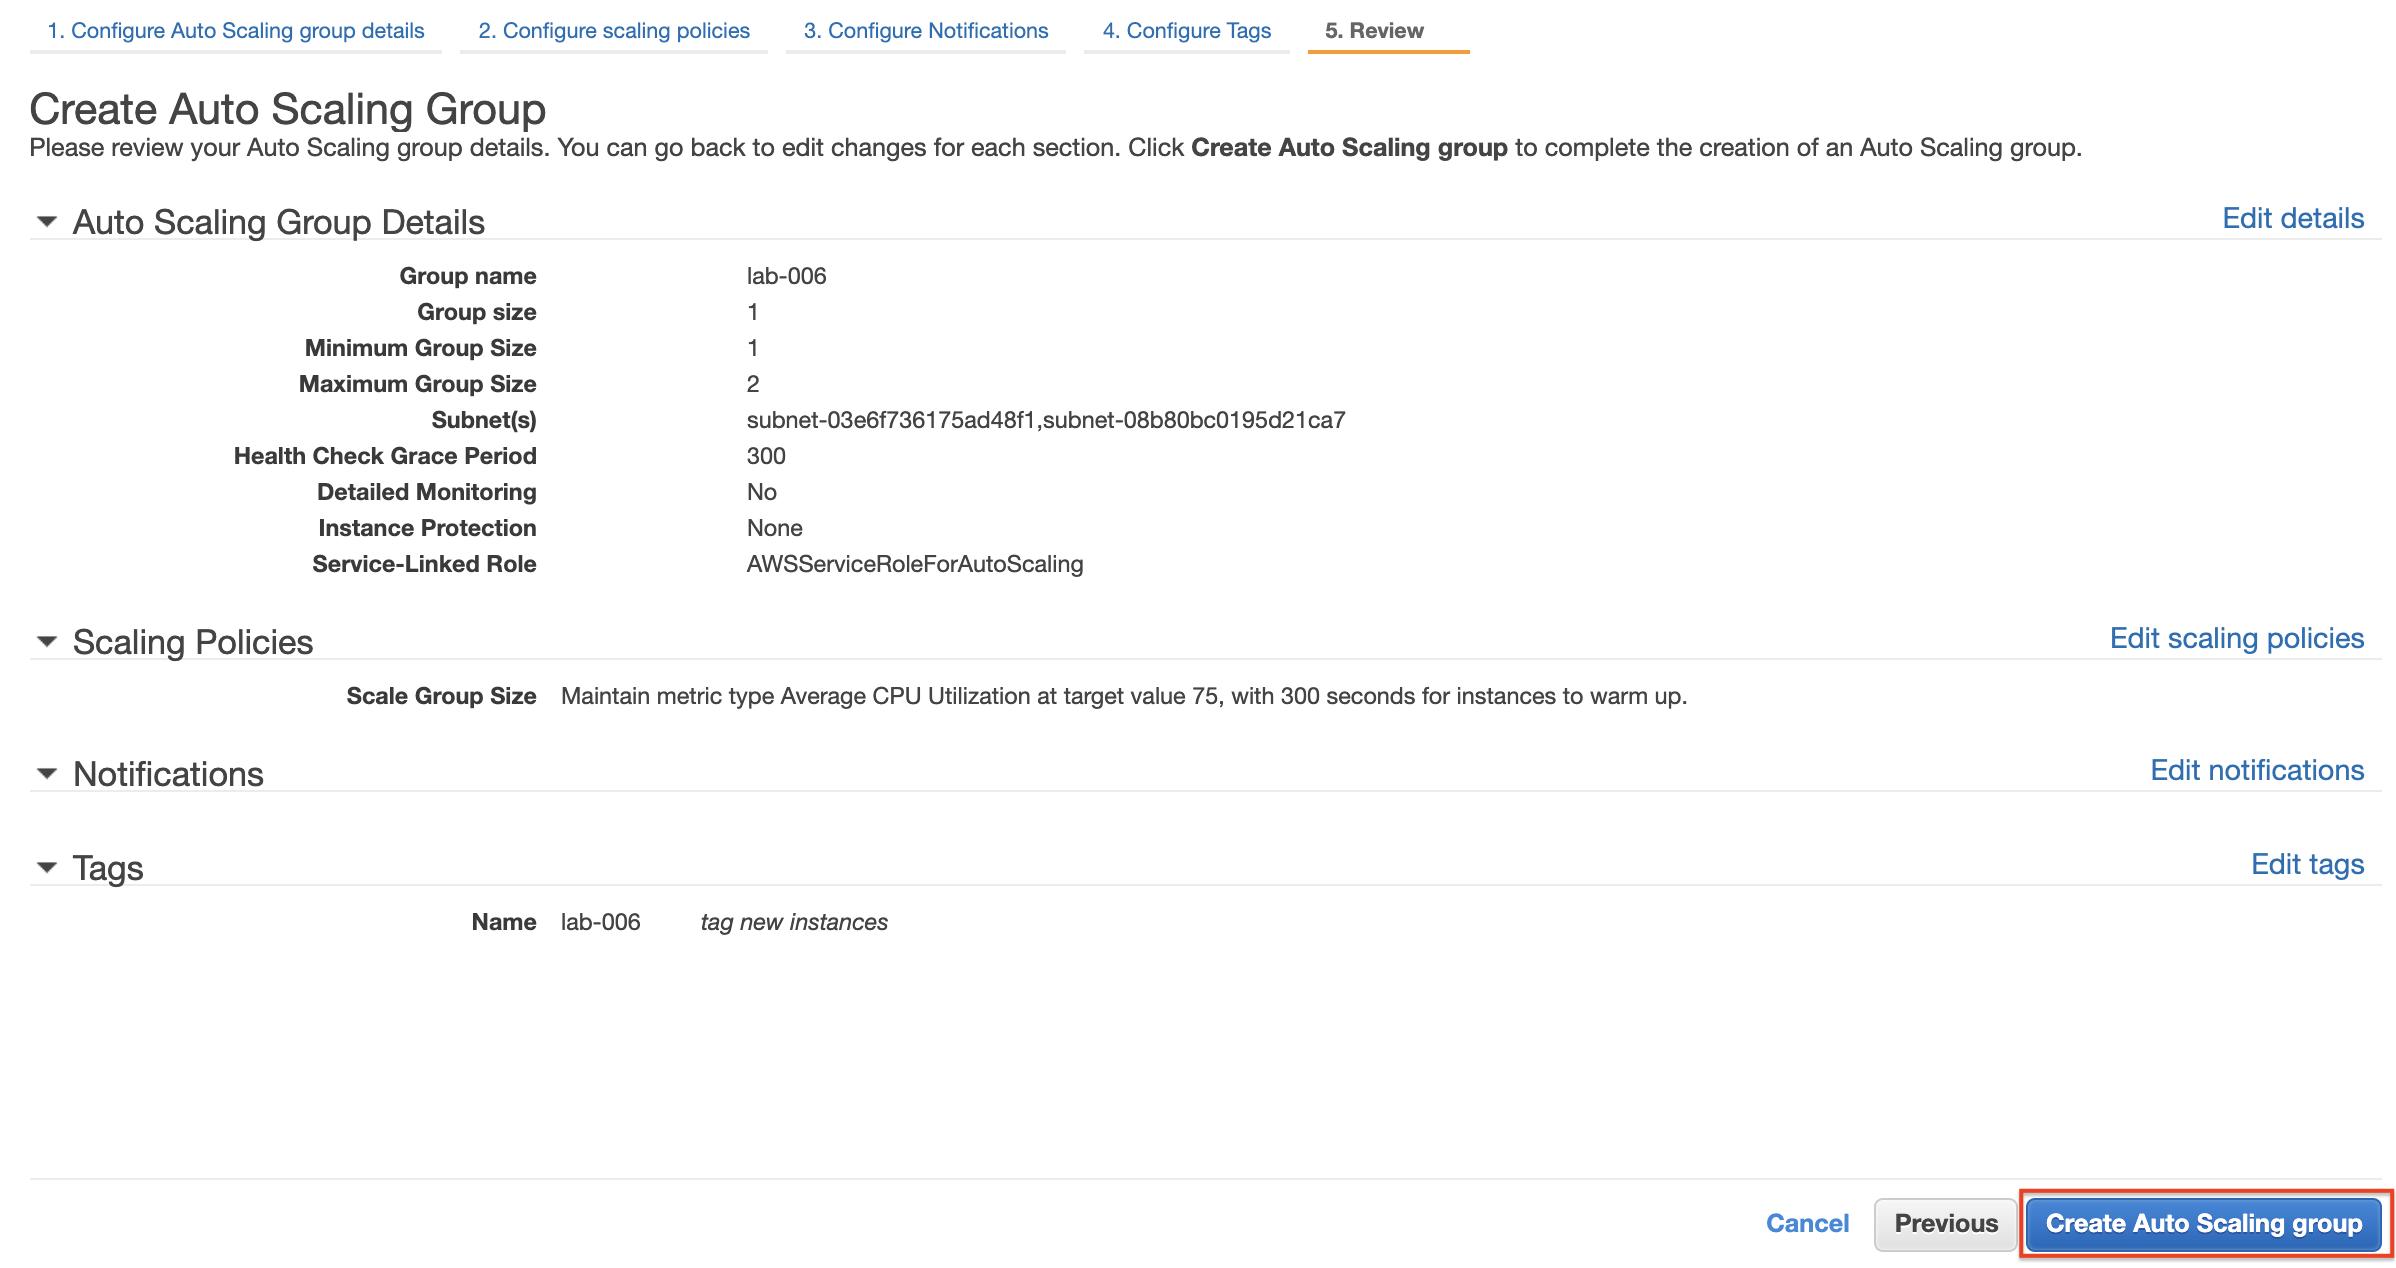 1. Configure Auto Scaling group details 2. Configure scaling policies 3. Configure Notifications 4. Configure Tags 5. Review
Create Auto Scaling Group
Please review your Auto Scaling group details. You can go back to edit changes for each section. Click Create Auto Scaling group to complete the creation of an Auto Scaling group.
Auto Scaling Group Details Edit details
Group name lab-006
Group size 1
Minimum Group Size 1
Maximum Group Size 2
Subnet(s) subnet-03e6f736175ad48f1,subnet-08b80bc0195d21ca7
Health Check Grace Period 300
Detailed Monitoring No
Instance Protection None
Service-Linked Role AWSServiceRoleForAutoScaling
Scaling Policies Edit scaling policies
Scale Group Size Maintain metric type Average CPU Utilization at target value 75, with 300 seconds for instances to warm up.
Notifications Edit notifications
Tags Edit tags
Name lab-006 tag new instances
Cancel Previous Create Auto Scaling group